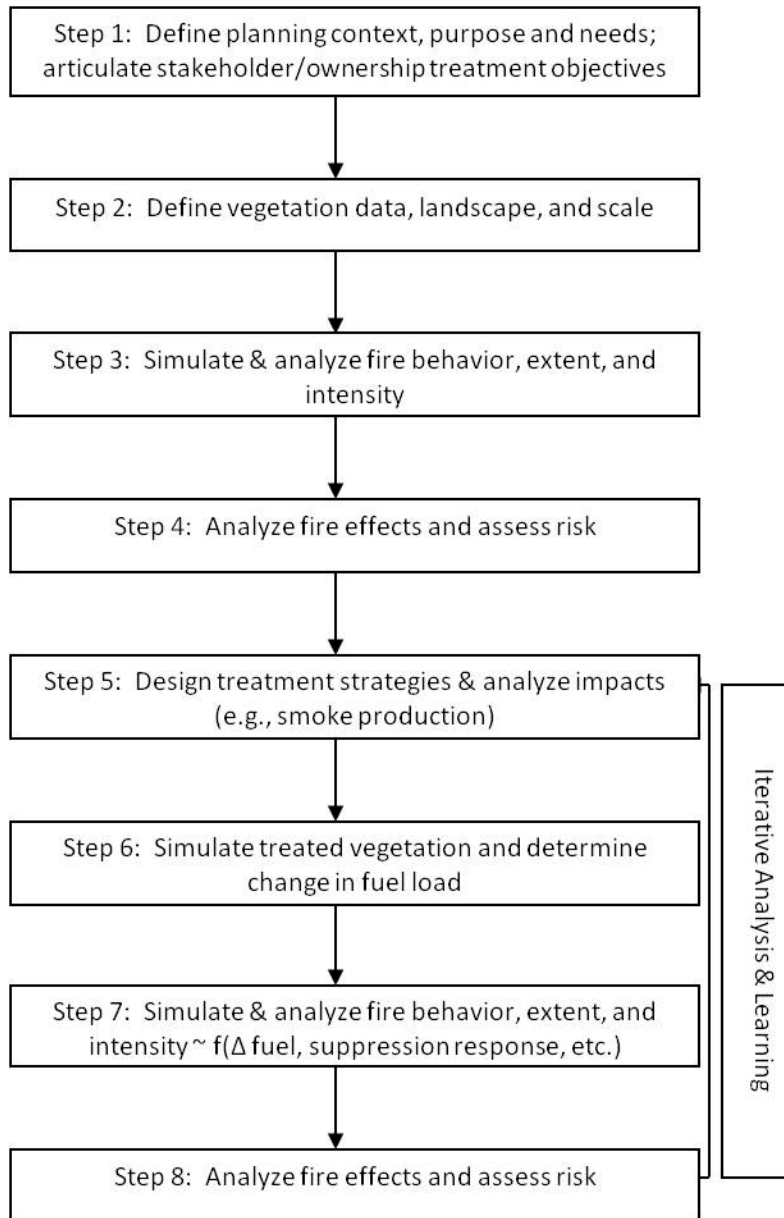 Step 1: Define planning context, purpose and needs;
articulate stakeholder/ownership treatment objectives
Step 2: Define vegetation data, landscape, and scale
Step 3: Simulate & analyze fire behavior, extent, and
intensity
Step 4: Analyze fire effects and assess risk
Step 5: Design treatment strategies & analyze impacts
(e.g., smoke production)
Step 6: Simulate treated vegetation and determine
change in fuel load
Step 7: Simulate & analyze fire behavior, extent, and
intensity ~ f(Δ fuel, suppression response, etc.)
Step 8: Analyze fire effects and assess risk
Iterative Analysis & Learning